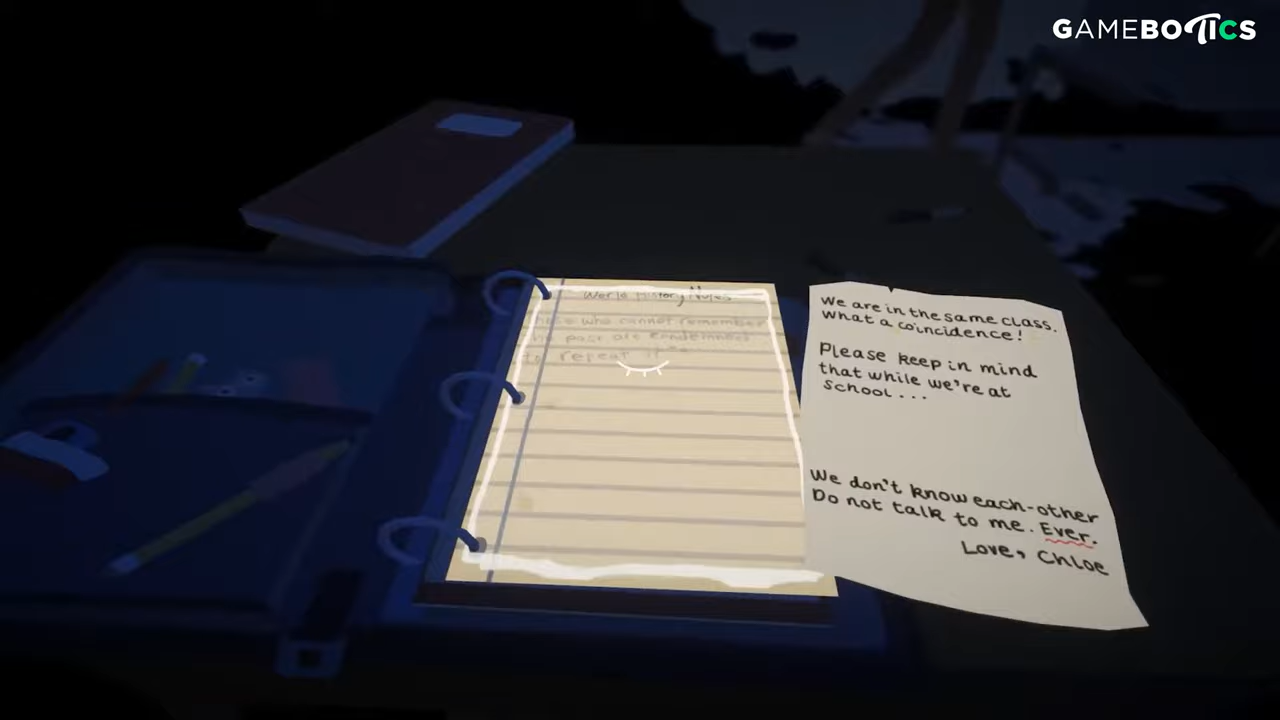 GAMEBOTICS
World History Notes
those who cannot remember
the past are condemned
to repeat it"
We are in the same class.
What a coincidence!
Please keep in mind
that while we're at
school...
We don't know each-other
Do not talk to me. Ever.
Love, Chloe